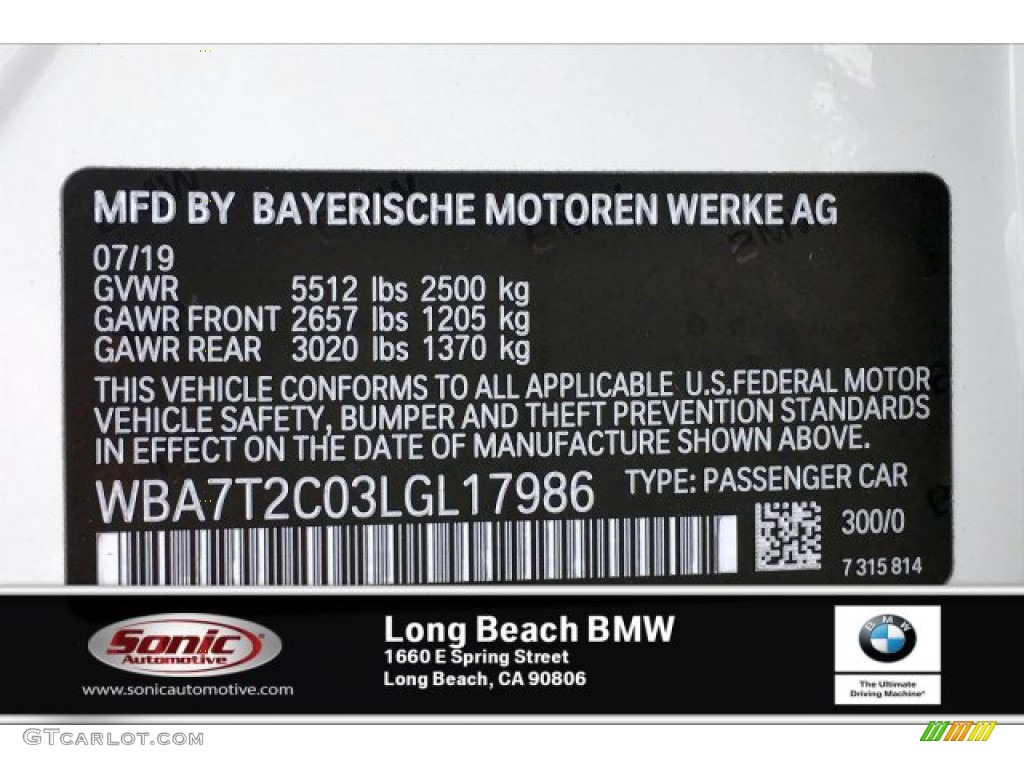 MFD BY BAYERISCHE MOTOREN WERKE AG
07/19
GVWR 5512 lbs 2500 kg
GAWR FRONT 2657 lbs 1205 kg
GAWR REAR 3020 lbs 1370 kg
THIS VEHICLE CONFORMS TO ALL APPLICABLE U.S.FEDERAL MOTOR
VEHICLE SAFETY, BUMPER AND THEFT PREVENTION STANDARDS
IN EFFECT ON THE DATE OF MANUFACTURE SHOWN ABOVE.
WBA7T2C03LGL17986 TYPE: PASSENGER CAR
300/0
7 315 814
Sonic
Automotive
www.sonicautomotive.com
Long Beach BMW
1660 E Spring Street
Long Beach, CA 90806
BMW
The Ultimate
Driving Machine®
GTCARLOT.COM